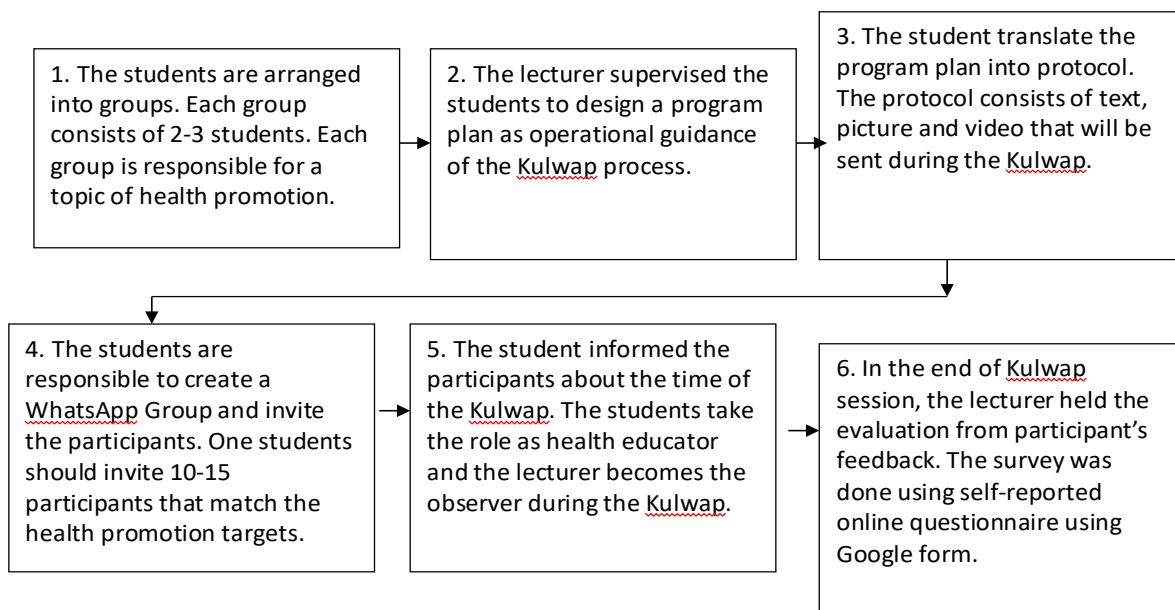 1. The students are arranged
into groups. Each group
consists of 2-3 students. Each
group is responsible for a
topic of health promotion.
2. The lecturer supervised the
students to design a program
plan as operational guidance
of the Kulwap process.
3. The student translate the
program plan into protocol.
The protocol consists of text,
picture and video that will be
sent during the Kulwap.
4. The students are
responsible to create a
WhatsApp Group and invite
the participants. One students
should invite 10-15
participants that match the
health promotion targets.
5. The student informed the
participants about the time of
the Kulwap. The students take
the role as health educator
and the lecturer becomes the
observer during the Kulwap.
6. In the end of Kulwap
session, the lecturer held the
evaluation from participant’s
feedback. The survey was
done using self-reported
online questionnaire using
Google form.